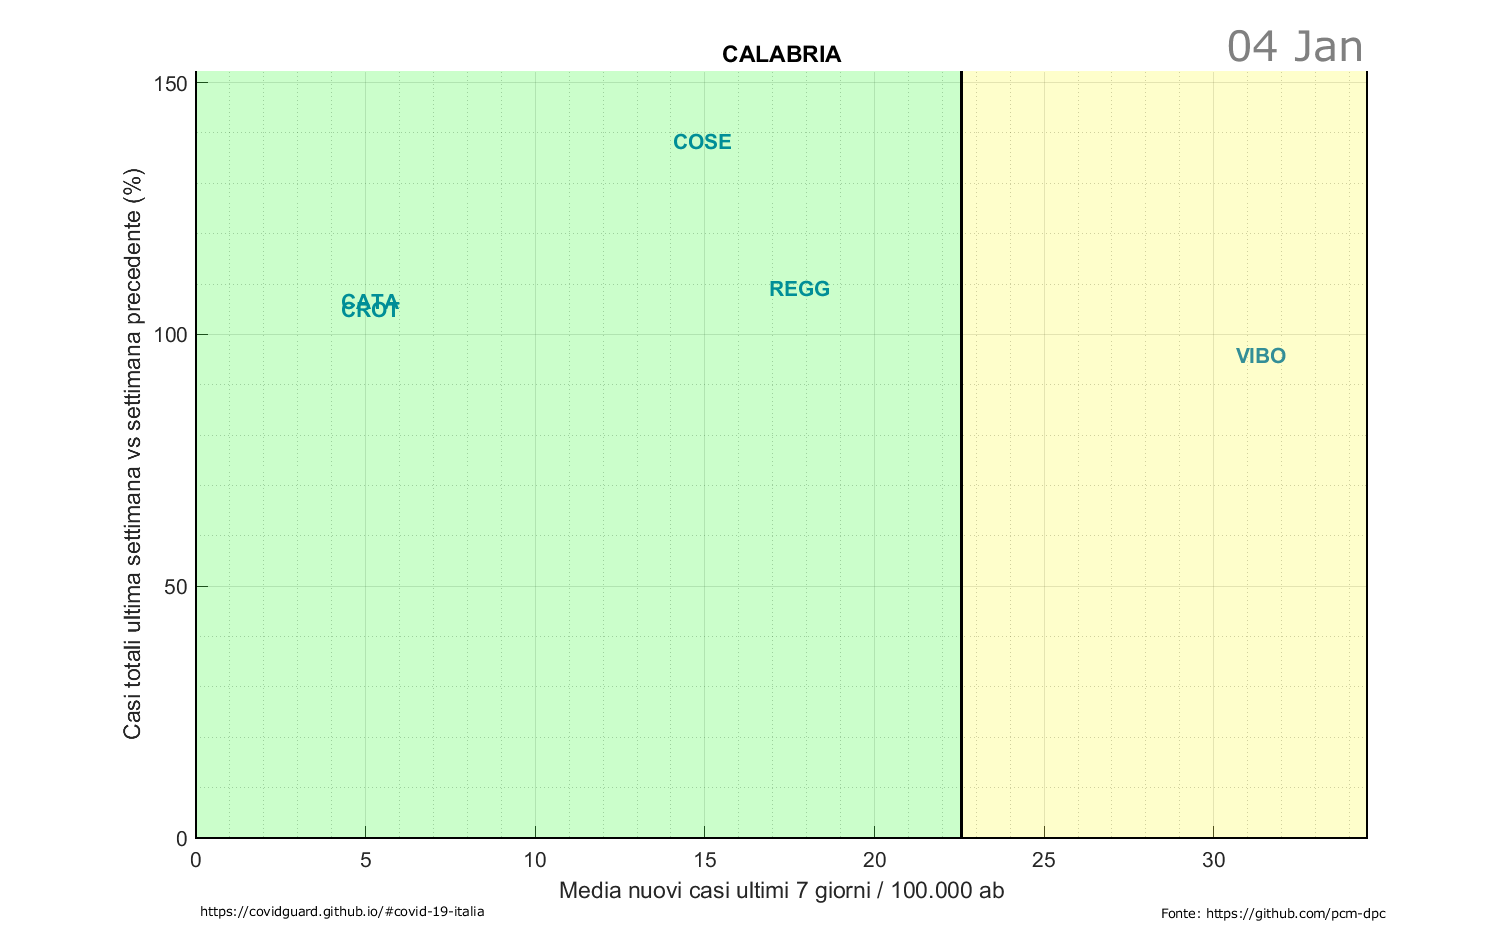 04 Jan
CALABRIA
150
COSE
Casi totali ultima settimana vs settimana precedente (%)
REGG
CATA
CROT
100
VIBO
50
0
0 5 10 15 20 25 30
Media nuovi casi ultimi 7 giorni / 100.000 ab
https://covidguard.github.io/#covid-19-italia
Fonte: https://github.com/pcm-dpc